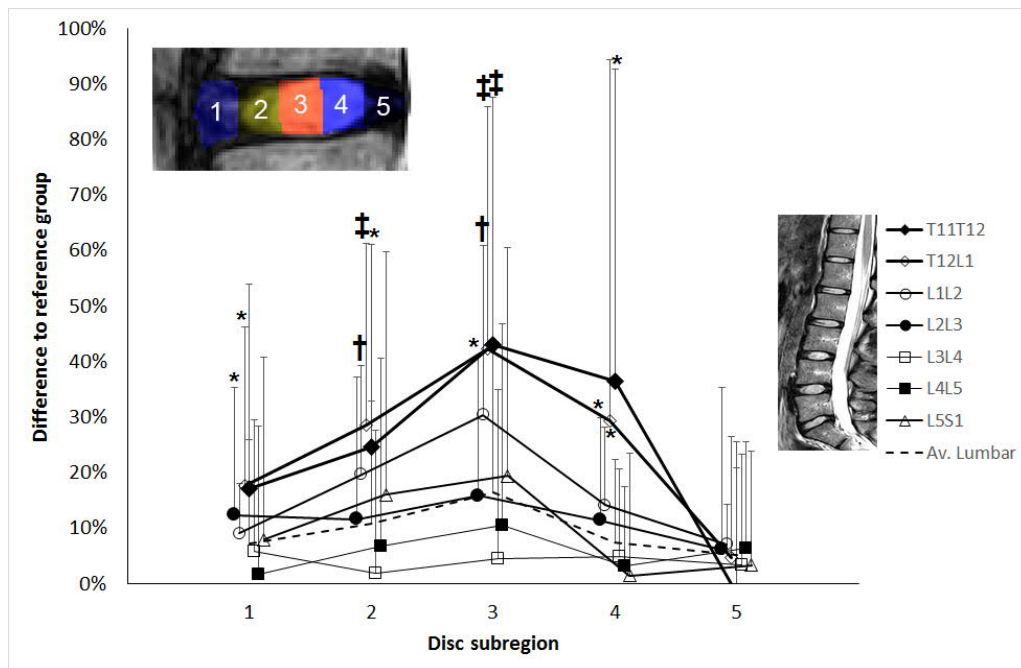 Difference to reference group
100%
90%
80%
70%
60%
50%
40%
30%
20%
10%
0%
1 2 3 4 5
‡‡ *
‡ * †
* † *
* * *
T11T12
T12L1
L1L2
L2L3
L3L4
L4L5
L5S1
Av. Lumbar
1 2 3 4 5
Disc subregion